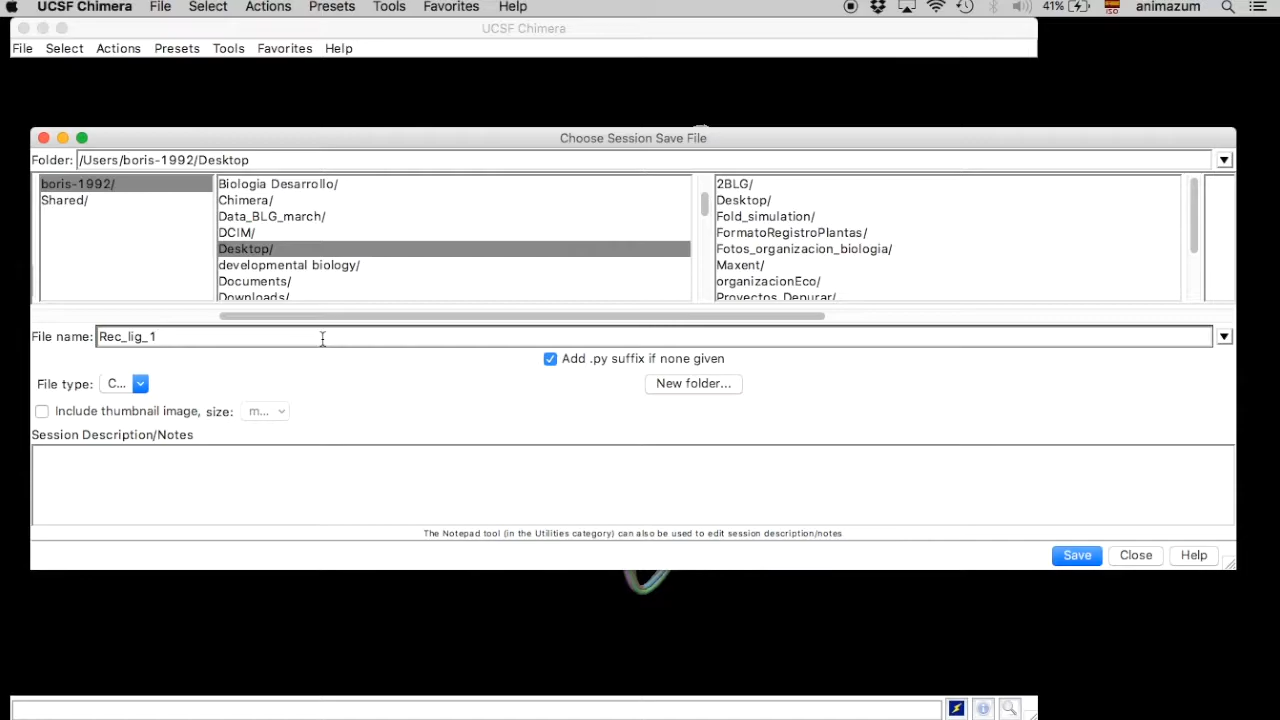 UCSF Chimera File Select Actions Presets Tools Favorites Help 41% ISO animazum
UCSF Chimera
File Select Actions Presets Tools Favorites Help
Choose Session Save File
Folder: /Users/boris-1992/Desktop
boris-1992/ Biologia Desarrollo/ 2BLG/
Shared/ Chimera/ Desktop/
Data_BLG_march/ Fold_simulation/
DCIM/ FormatoRegistroPlantas/
Desktop/ Fotos_organizacion_biologia/
developmental biology/ Maxent/
Documents/ organizacionEco/
Downloads/ Proyectos_Depurar/
File name: Rec_lig_1
Add .py suffix if none given
File type: C... New folder...
Include thumbnail image, size: m...
Session Description/Notes
The Notepad tool (in the Utilities category) can also be used to edit session description/notes
Save Close Help